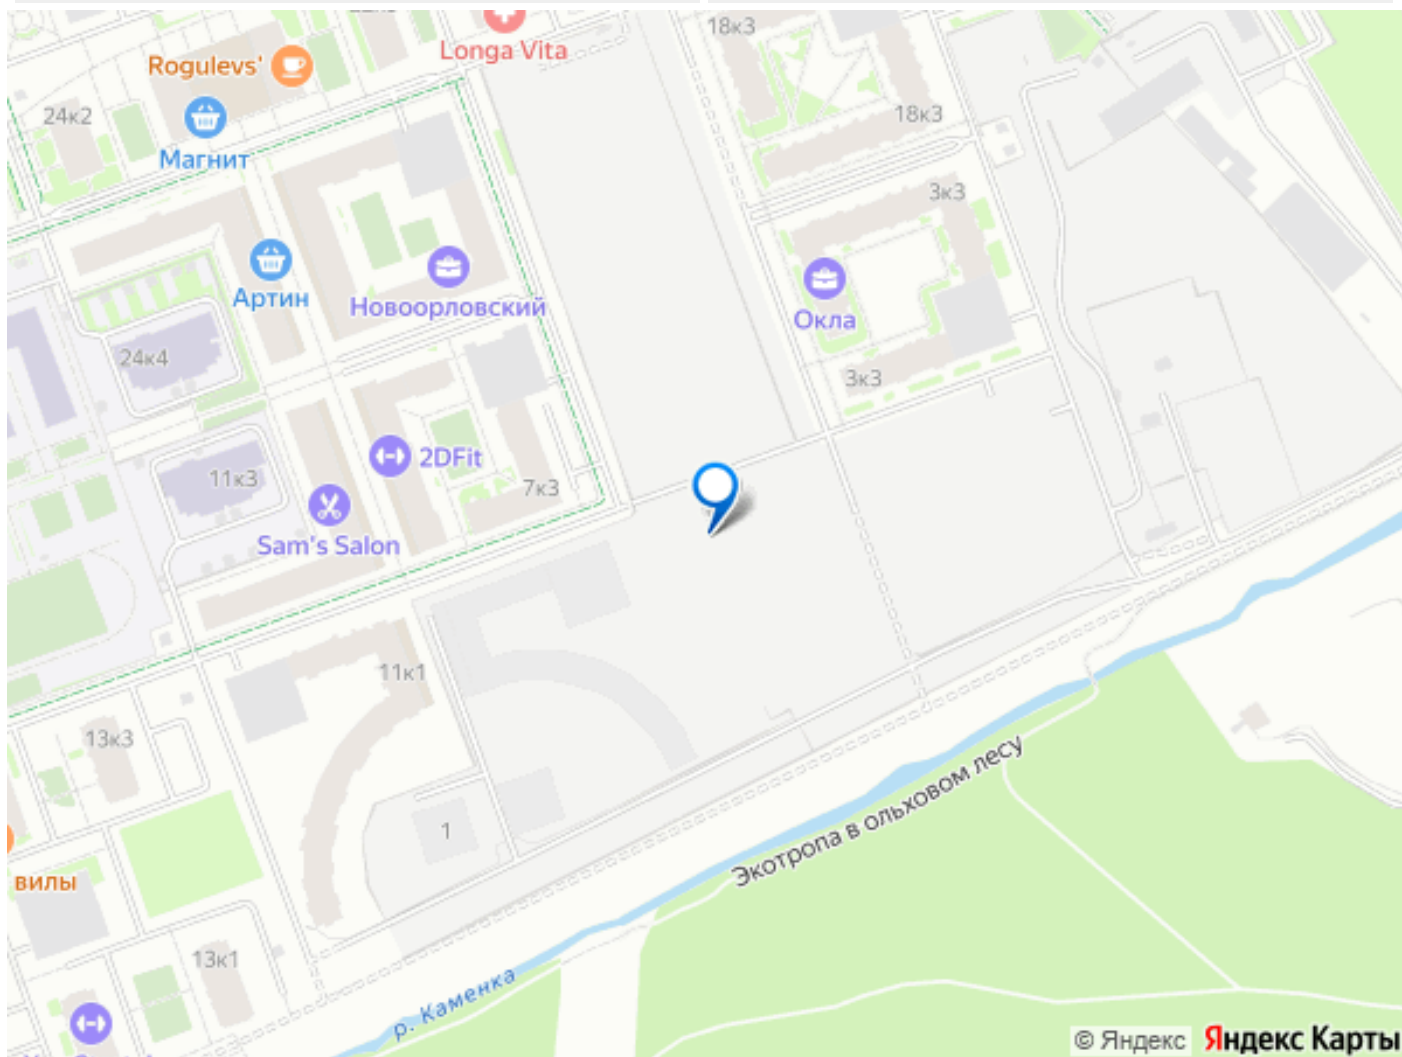 18к3
Longa Vita
Rogulevs'
24к2
18к3
Магнит
3к3
Артин
Новоорловский
Окла
24к4
3к3
2DFit
11к3
7к3
Sam's Salon
11к1
13к3
1
Экотропа в ольховом лесу
вилы
13к1
р. Каменка
© Яндекс Яндекс Карты